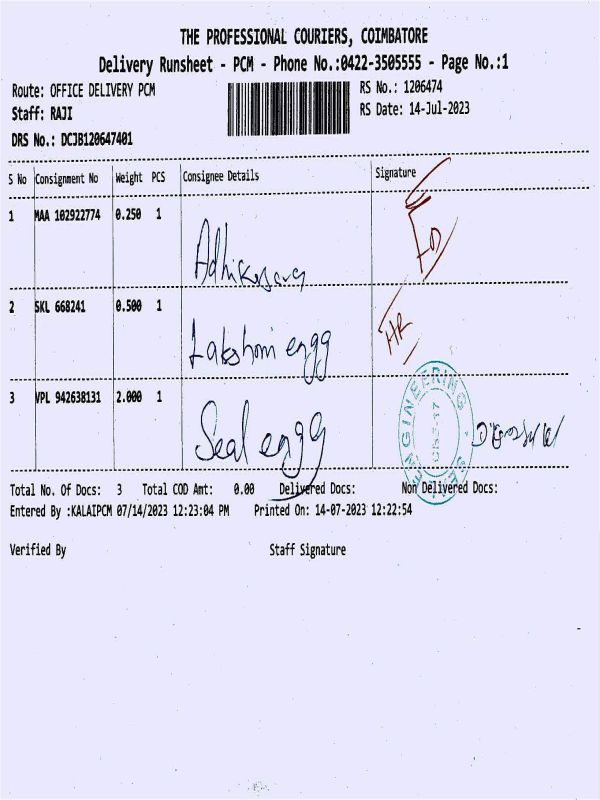 THE PROFESSIONAL COURIERS, COIMBATORE
Delivery Runsheet - PCM - Phone No.:0422-3505555 - Page No.:1
Route: OFFICE DELIVERY PCM
RS No.: 1206474
Staff: RAJI
RS Date: 14-Jul-2023
DRS No.: DCJB120647401
S No Consignment No Weight PCS Consignee Details Signature
1 MAA 102922774 0.250 1
2 SKL 668241 0.500 1 Lakshmi engg HR
3 VPL 942638131 2.000 1 Seal engg
Total No. Of Docs: 3 Total COD Amt: 0.00 Delivered Docs: Non Delivered Docs:
Entered By :KALAIPCM 07/14/2023 12:23:04 PM Printed On: 14-07-2023 12:22:54
Verified By Staff Signature